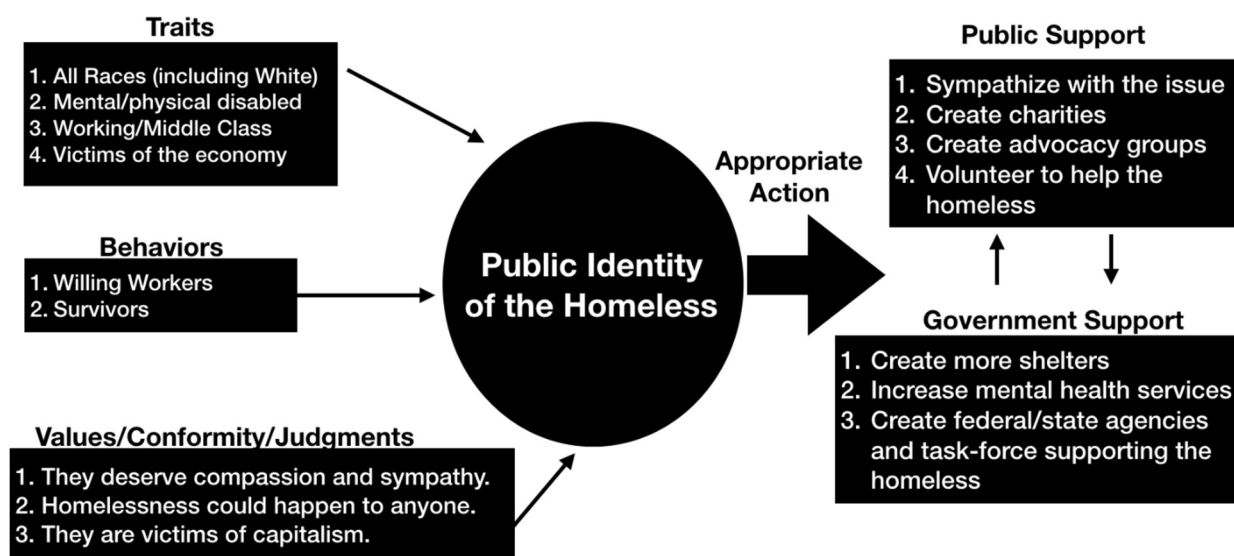 Traits
1. All Races (including White)
2. Mental/physical disabled
3. Working/Middle Class
4. Victims of the economy
Behaviors
1. Willing Workers
2. Survivors
Values/Conformity/Judgments
1. They deserve compassion and sympathy.
2. Homelessness could happen to anyone.
3. They are victims of capitalism.
Public Identity
of the Homeless
Appropriate
Action
Public Support
1. Sympathize with the issue
2. Create charities
3. Create advocacy groups
4. Volunteer to help the
homeless
Government Support
1. Create more shelters
2. Increase mental health services
3. Create federal/state agencies
and task-force supporting the
homeless